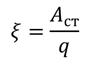 ξ = A_ст / q